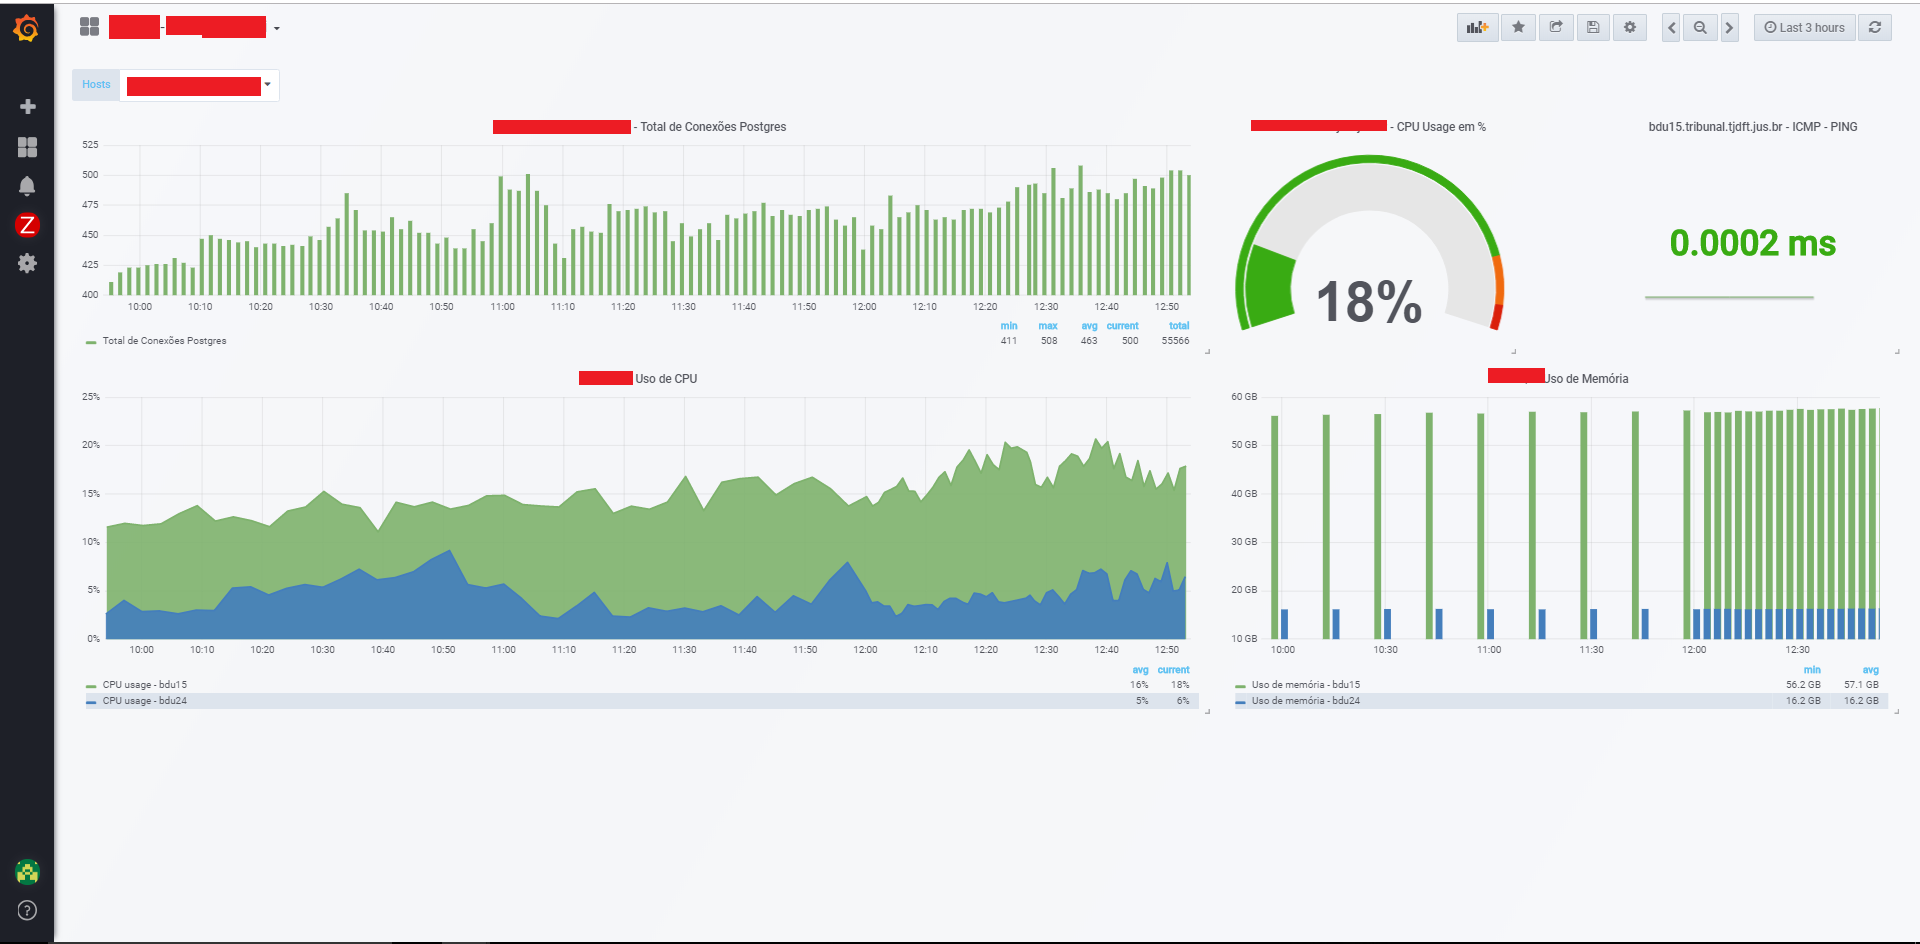 -
Last 3 hours
Hosts
- Total de Conexões Postgres
525
500
475
450
425
400
10:00 10:10 10:20 10:30 10:40 10:50 11:00 11:10 11:20 11:30 11:40 11:50 12:00 12:10 12:20 12:30 12:40 12:50
min max avg current total
Total de Conexões Postgres 411 508 463 500 55566
- CPU Usage em %
18%
bdu15.tribunal.tjdft.jus.br - ICMP - PING
0.0002 ms
Uso de CPU
25%
20%
15%
10%
5%
0%
10:00 10:10 10:20 10:30 10:40 10:50 11:00 11:10 11:20 11:30 11:40 11:50 12:00 12:10 12:20 12:30 12:40 12:50
avg current
CPU usage - bdu15 16% 18%
CPU usage - bdu24 5% 6%
Uso de Memória
60 GB
50 GB
40 GB
30 GB
20 GB
10 GB
10:00 10:30 11:00 11:30 12:00 12:30
min avg
Uso de memória - bdu15 56.2 GB 57.1 GB
Uso de memória - bdu24 16.2 GB 16.2 GB
Z
?